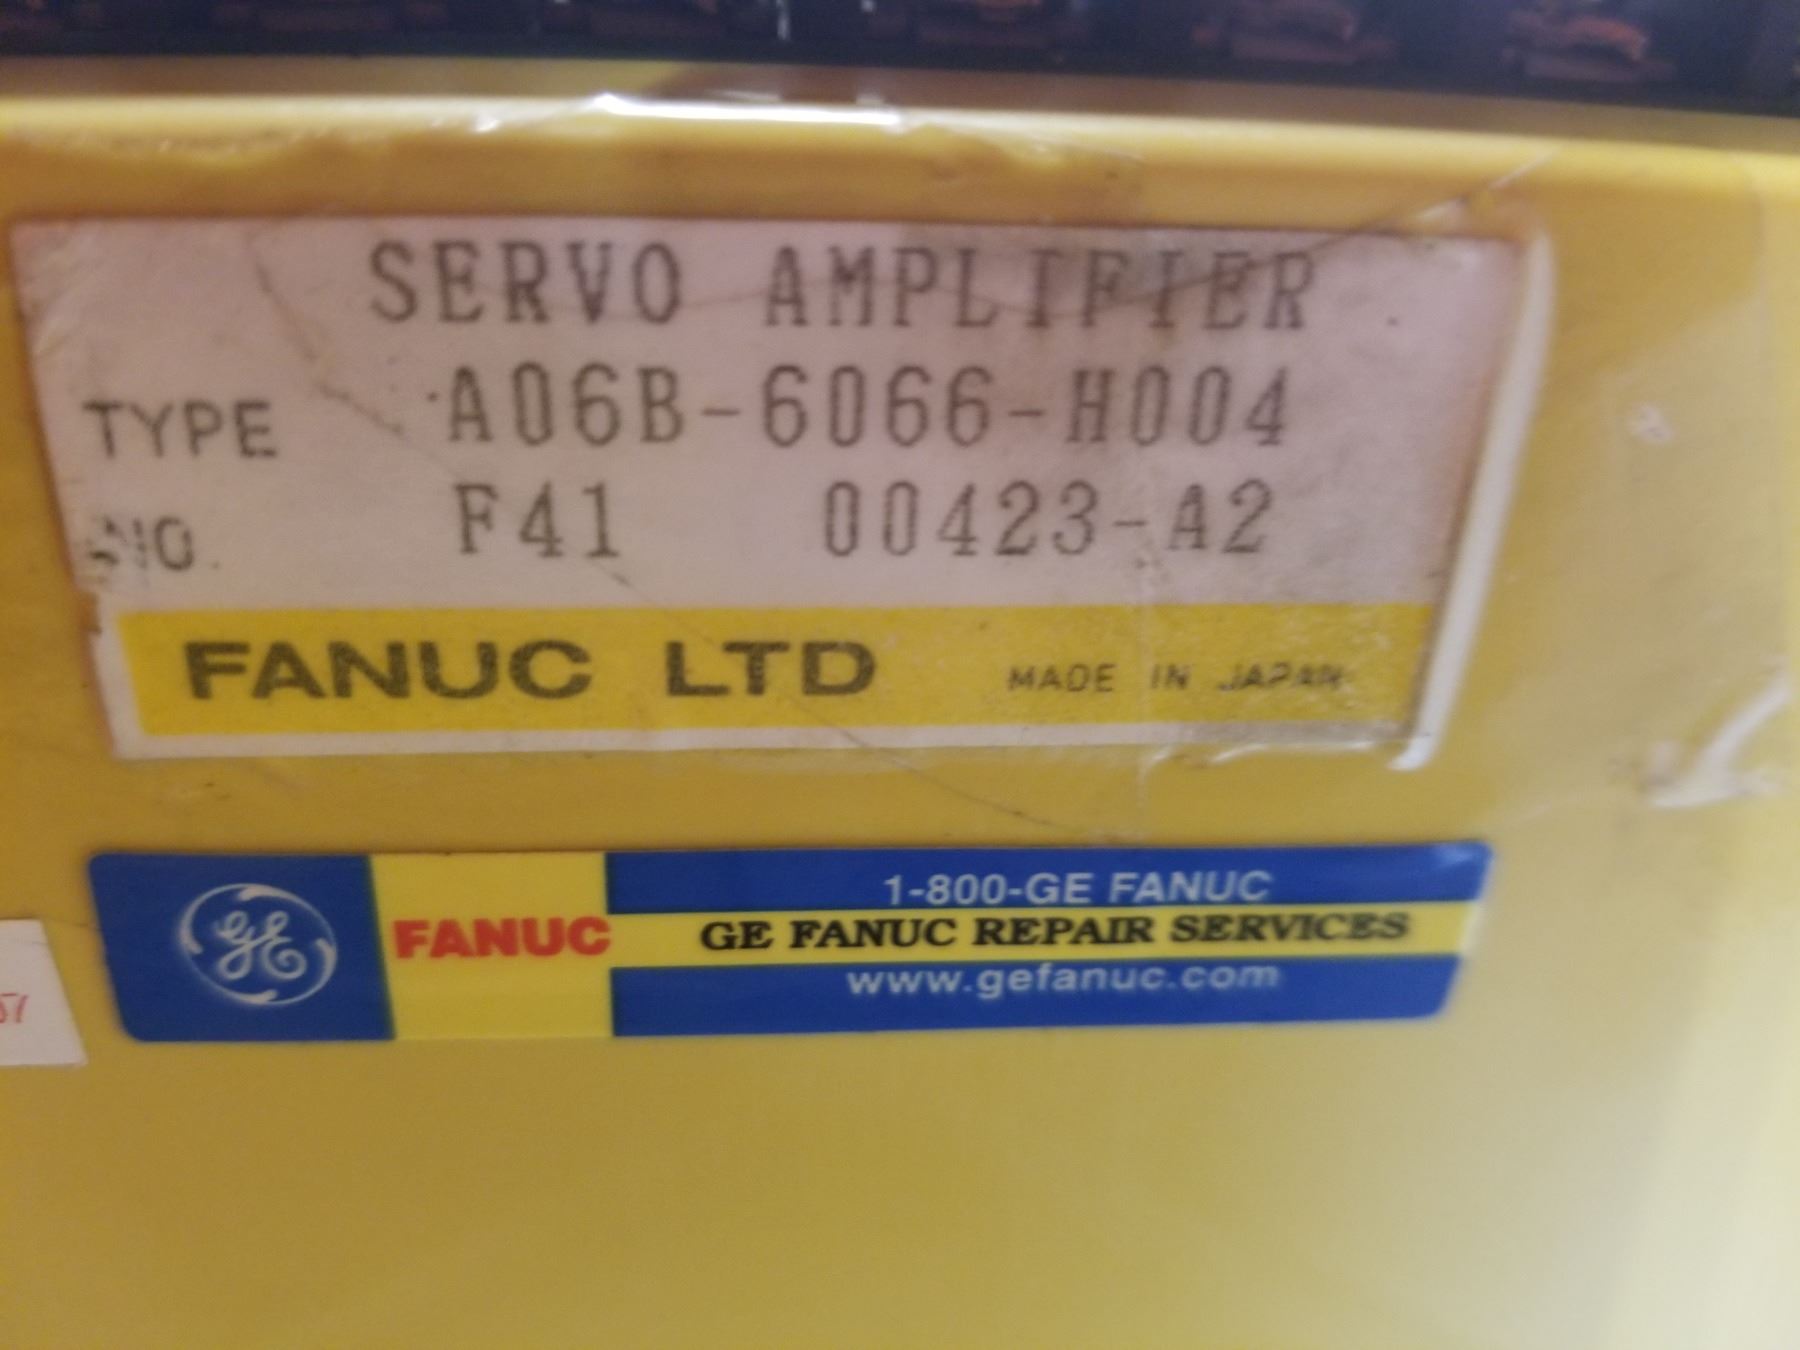 SERVO AMPLIFIER
TYPE A06B-6066-H004
NO. F41 00423-A2
FANUC LTD MADE IN JAPAN
1-800-GE FANUC
GE FANUC GE FANUC REPAIR SERVICES
www.gefanuc.com